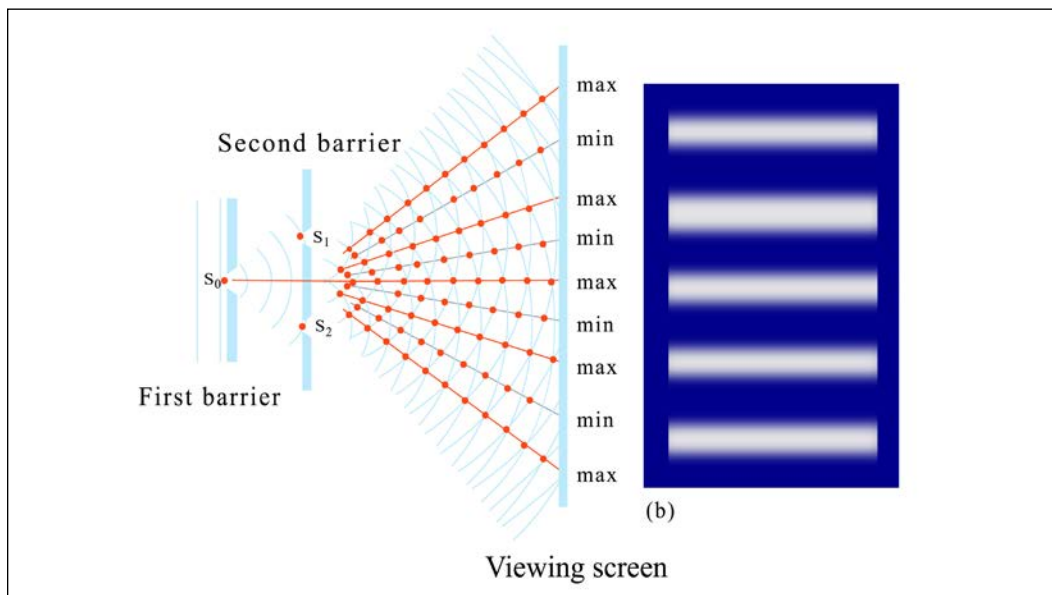 max
min
Second barrier
max
S₁
min
S₀
max
S₂
min
max
First barrier
min
max
(b)
Viewing screen